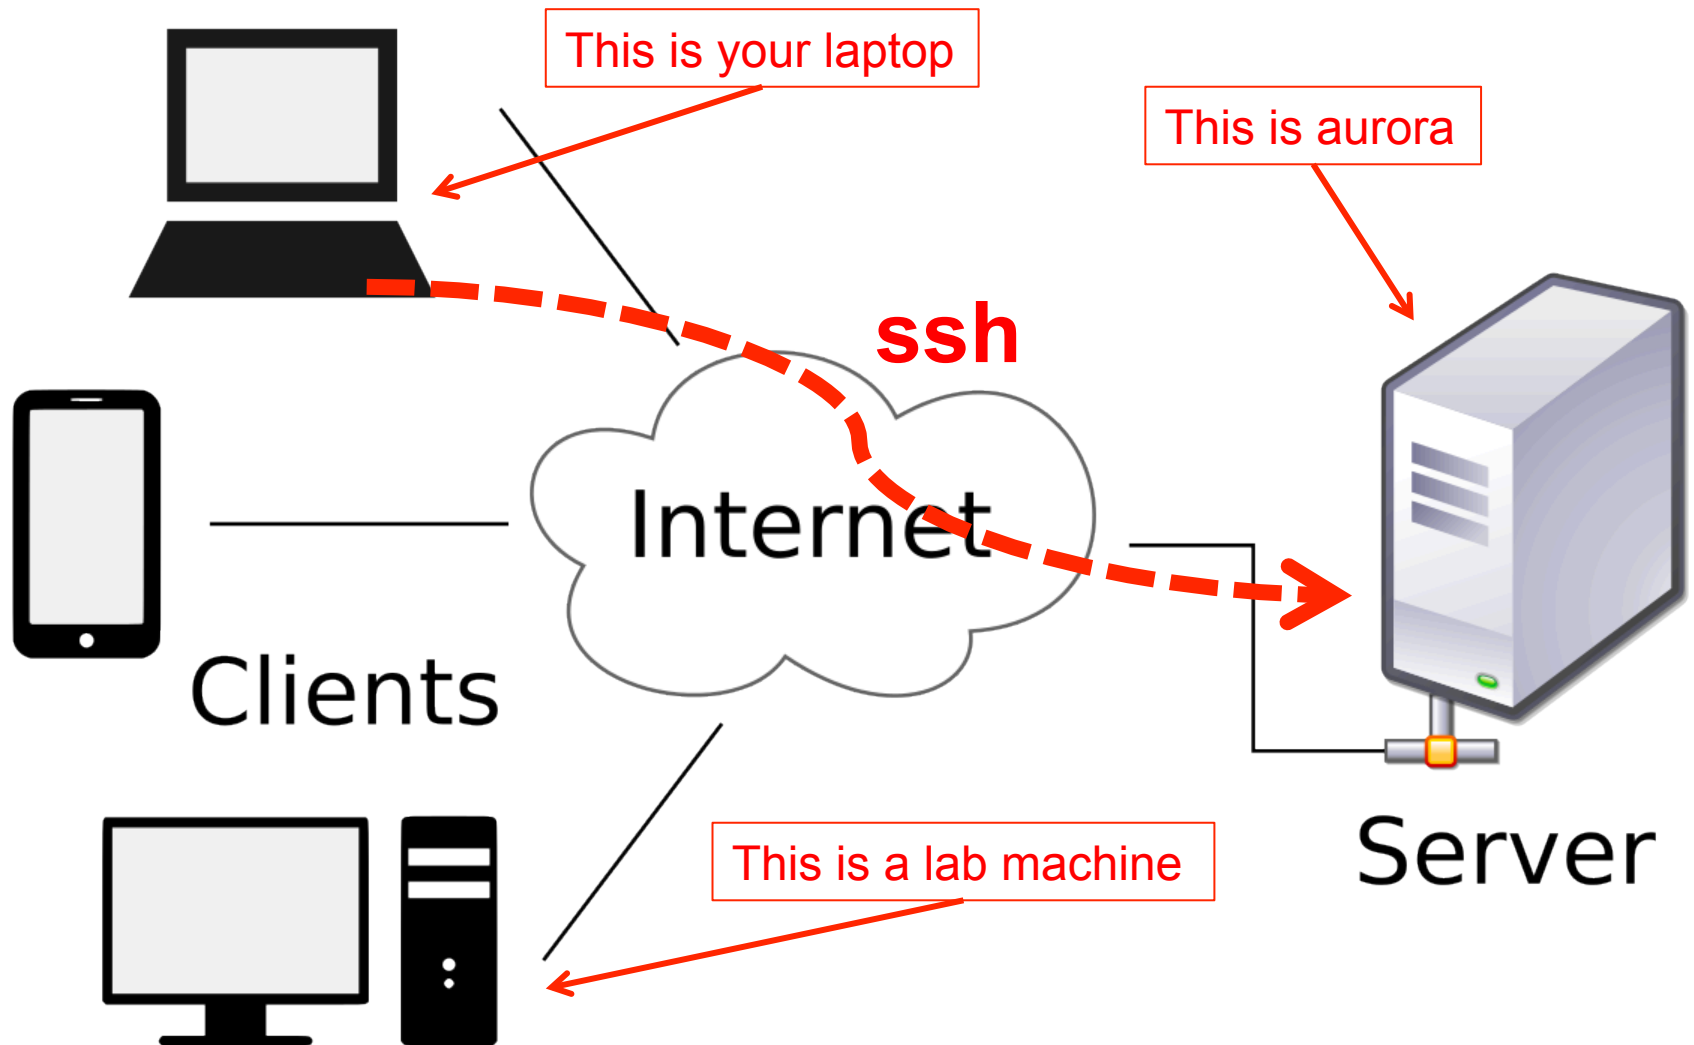 This is your laptop
This is aurora
ssh
Internet
Clients
This is a lab machine
Server